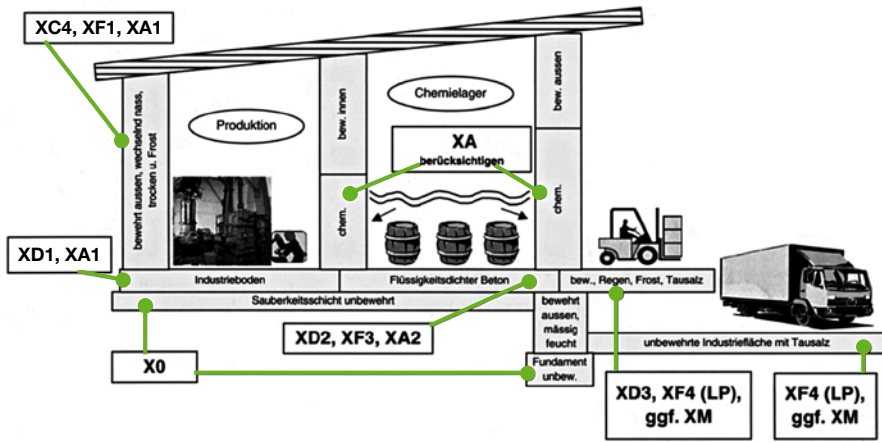 XC4, XF1, XA1
bewehrt aussen, wechselnd nass,
trocken u. Frost
Produktion
bew. innen
Chemielager
bew. aussen
XA
berücksichtigen
chem.
chem.
XD1, XA1
Industrieboden
Flüssigkeitsdichter Beton
bew., Regen, Frost, Tausalz
Sauberkeitsschicht unbewehrt
bewehrt
aussen,
mässig
feucht
XD2, XF3, XA2
unbewehrte Industriefläche mit Tausalz
X0
Fundament
unbew.
XD3, XF4 (LP),
ggf. XM
XF4 (LP),
ggf. XM